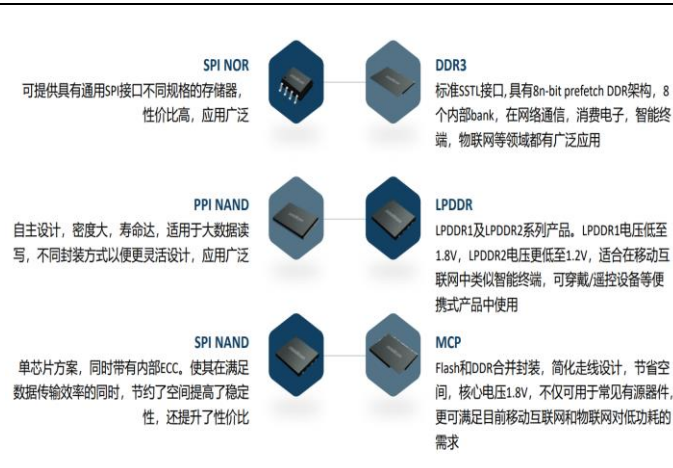 SPI NOR
可提供具有通用SPI接口不同规格的存储器，
性价比高，应用广泛
DDR3
标准SSTL接口，具有8n-bit prefetch DDR架构，8
个内部bank，在网络通信，消费电子，智能终
端，物联网等领域都有广泛应用
PPI NAND
自主设计，密度大，寿命达，适用于大数据读
写，不同封装方式以便更灵活设计，应用广泛
LPDDR
LPDDR1及LPDDR2系列产品。LPDDR1电压低至
1.8V，LPDDR2电压更低至1.2V，适合在移动互
联网中类似智能终端，可穿戴/遥控设备等便
携式产品中使用
SPI NAND
单芯片方案，同时带有内部ECC。使其在满足
数据传输效率的同时，节约了空间提高了稳定
性，还提升了性价比
MCP
Flash和DDR合并封装，简化走线设计，节省空
间，核心电压1.8V，不仅可用于常见有源器件，
更可满足目前移动互联网和物联网对低功耗的
需求